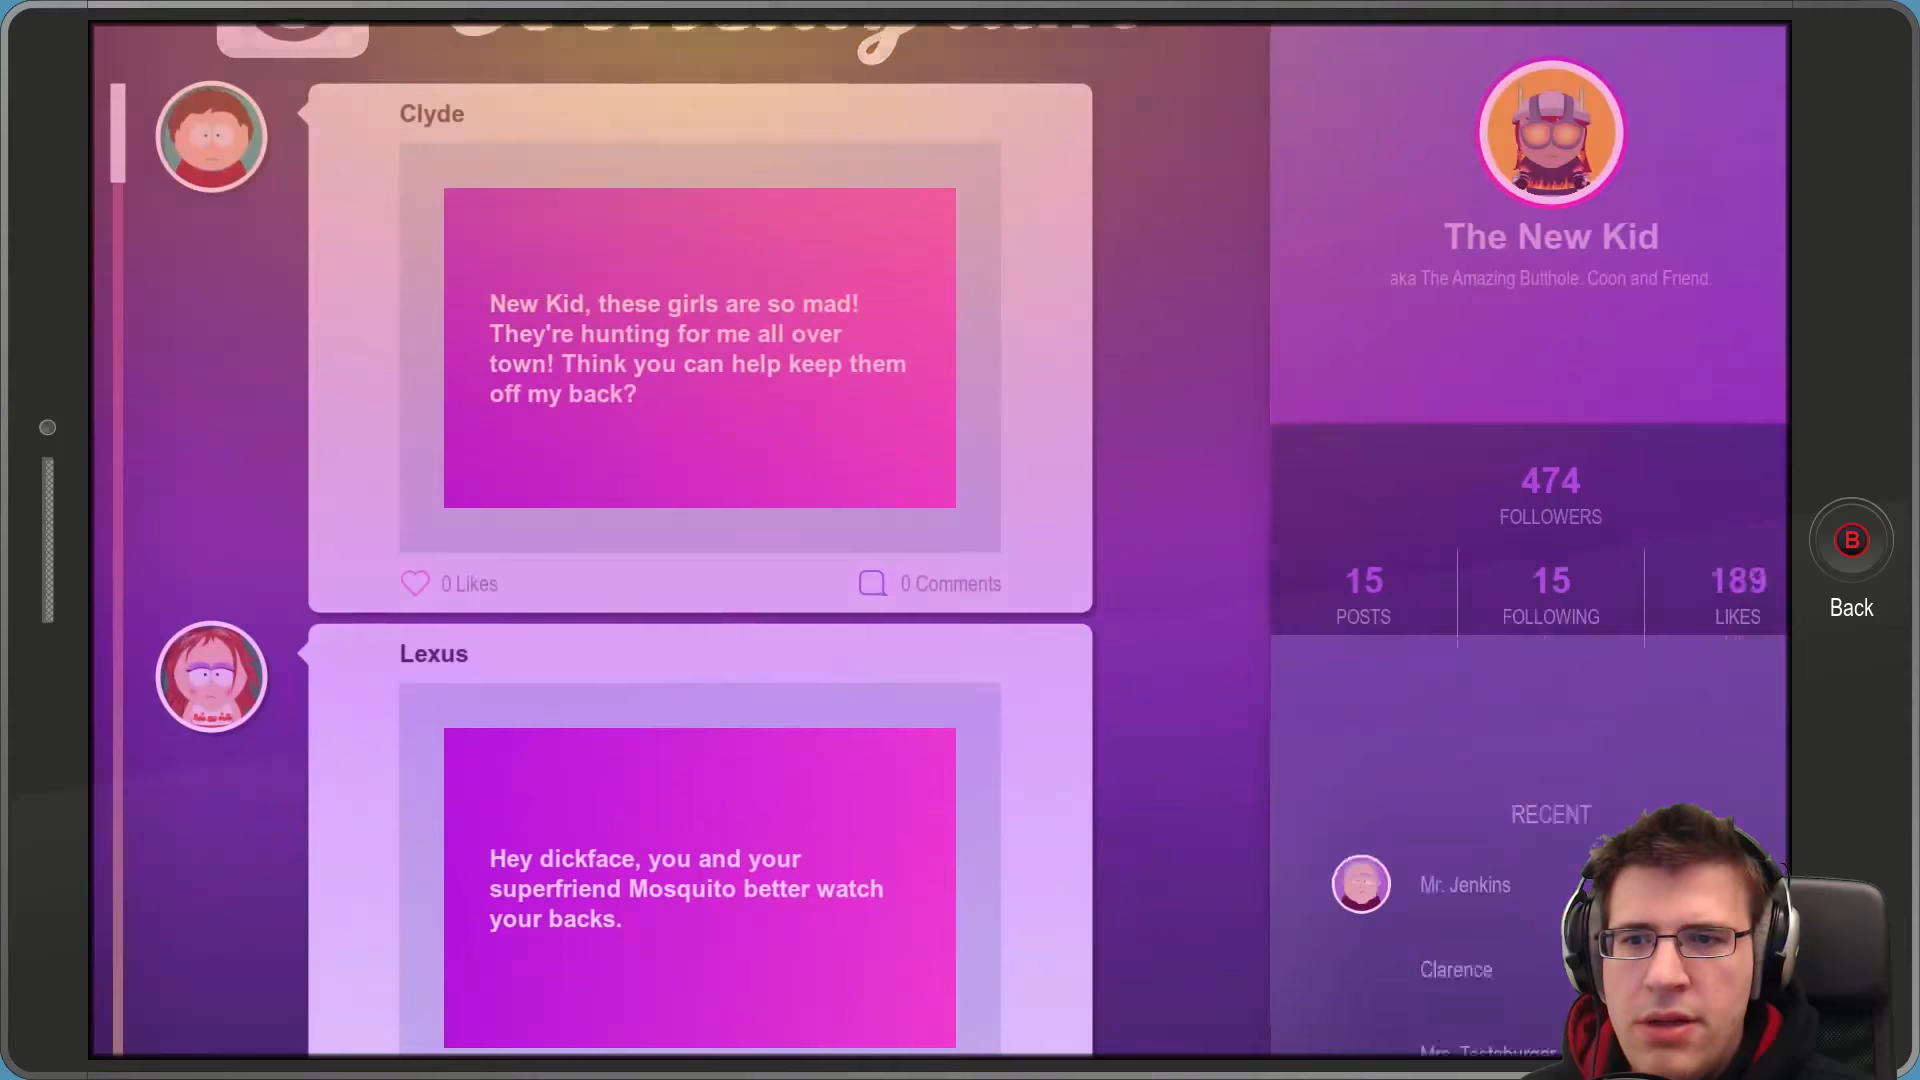 Clyde
New Kid, these girls are so mad!
They're hunting for me all over
town! Think you can help keep them
off my back?
0 Likes
0 Comments
Lexus
Hey dickface, you and your
superfriend Mosquito better watch
your backs.
The New Kid
aka The Amazing Butthole. Coon and Friend.
474
FOLLOWERS
15
POSTS
15
FOLLOWING
189
LIKES
RECENT
Mr. Jenkins
Clarence
Mrs. Testaburger
B
Back